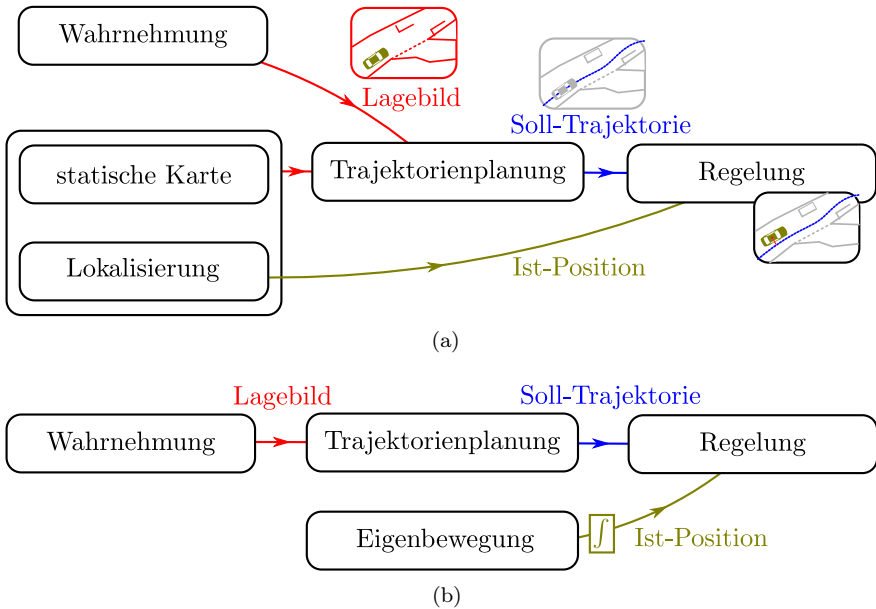 Wahrnehmung
Lagebild
Soll-Trajektorie
statische Karte
Trajektorienplanung
Regelung
Lokalisierung
Ist-Position
(a)
Lagebild
Soll-Trajektorie
Wahrnehmung
Trajektorienplanung
Regelung
Eigenbewegung
∫
Ist-Position
(b)